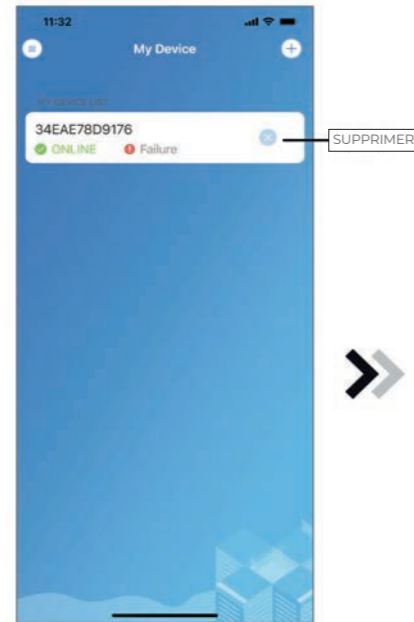 11:32
My Device
MY DEVICE LIST
34EAE78D9176
ONLINE Failure
SUPPRIMER